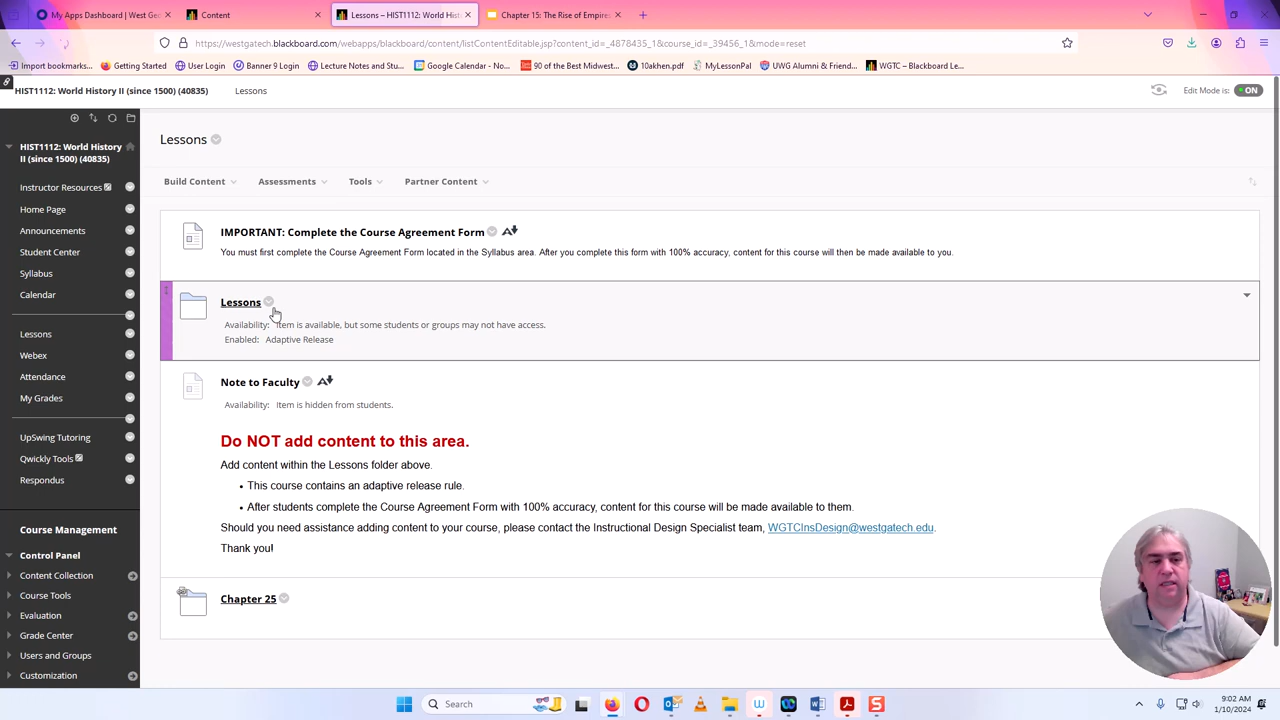 My Apps Dashboard | West Geo
Content
Lessons – HIST1112: World Hist
Chapter 15: The Rise of Empires
https://westgatech.blackboard.com/webapps/blackboard/content/listContentEditable.jsp?content_id=_4878435_1&course_id=_39456_1&mode=reset
Import bookmarks...
Getting Started
User Login
Banner 9 Login
Lecture Notes and Stu...
Google Calendar - No...
90 of the Best Midwest...
10akhen.pdf
MyLessonPal
UWG Alumni & Friend...
WGTC – Blackboard Le...
HIST1112: World History II (since 1500) (40835)
Lessons
Edit Mode is:
ON
HIST1112: World History
II (since 1500) (40835)
Instructor Resources
Home Page
Announcements
Student Center
Syllabus
Calendar
Lessons
Webex
Attendance
My Grades
UpSwing Tutoring
Qwickly Tools
Respondus
Course Management
Control Panel
Content Collection
Course Tools
Evaluation
Grade Center
Users and Groups
Customization
Lessons
Build Content
Assessments
Tools
Partner Content
IMPORTANT: Complete the Course Agreement Form
You must first complete the Course Agreement Form located in the Syllabus area. After you complete this form with 100% accuracy, content for this course will then be made available to you.
Lessons
Availability: Item is available, but some students or groups may not have access.
Enabled: Adaptive Release
Note to Faculty
Availability: Item is hidden from students.
Do NOT add content to this area.
Add content within the Lessons folder above.
• This course contains an adaptive release rule.
• After students complete the Course Agreement Form with 100% accuracy, content for this course will be made available to them.
Should you need assistance adding content to your course, please contact the Instructional Design Specialist team, WGTCInsDesign@westgatech.edu.
Thank you!
Chapter 25
Search
9:02 AM
1/10/2024